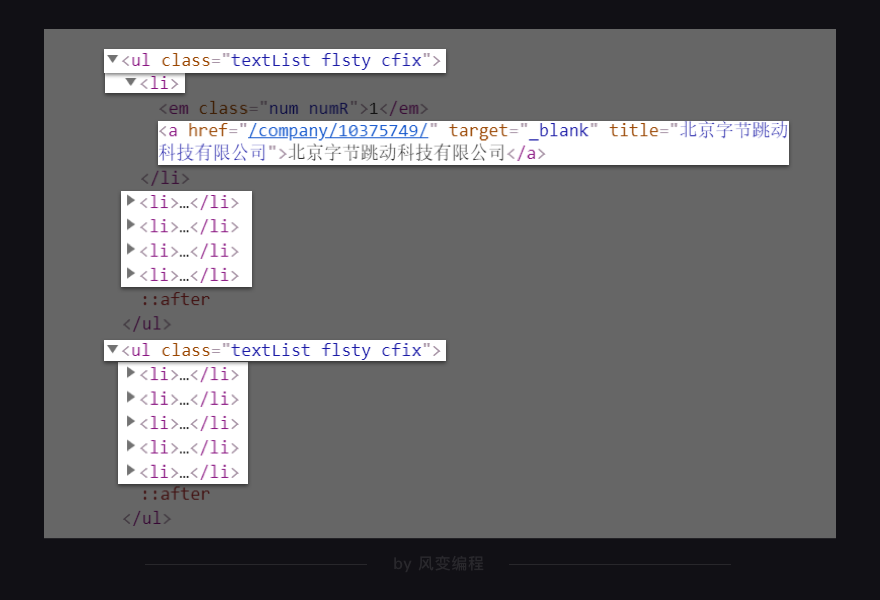 ▼<ul class="textList flsty cfix">
▼<li>
<em class="num numR">1</em>
<a href="/company/10375749/" target="_blank" title="北京字节跳动
科技有限公司">北京字节跳动科技有限公司</a>
</li>
▶<li>…</li>
▶<li>…</li>
▶<li>…</li>
▶<li>…</li>
::after
</ul>
▼<ul class="textList flsty cfix">
▶<li>…</li>
▶<li>…</li>
▶<li>…</li>
▶<li>…</li>
▶<li>…</li>
::after
</ul>
by 风变编程